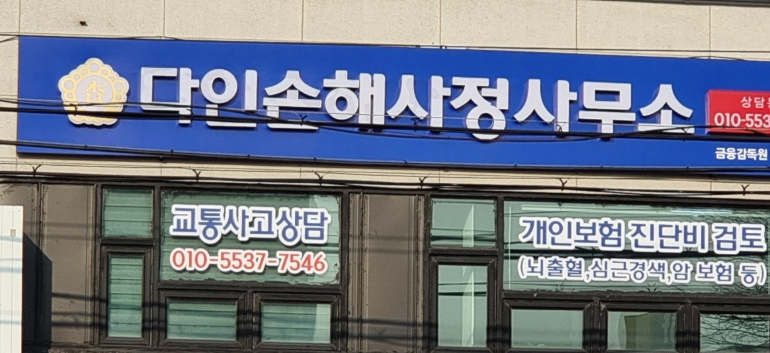 다인손해사정사무소
상담
010-553
금융감독원
교통사고상담
010-5537-7546
개인보험 진단비 검토
(뇌출혈,심근경색,암 보험 등)